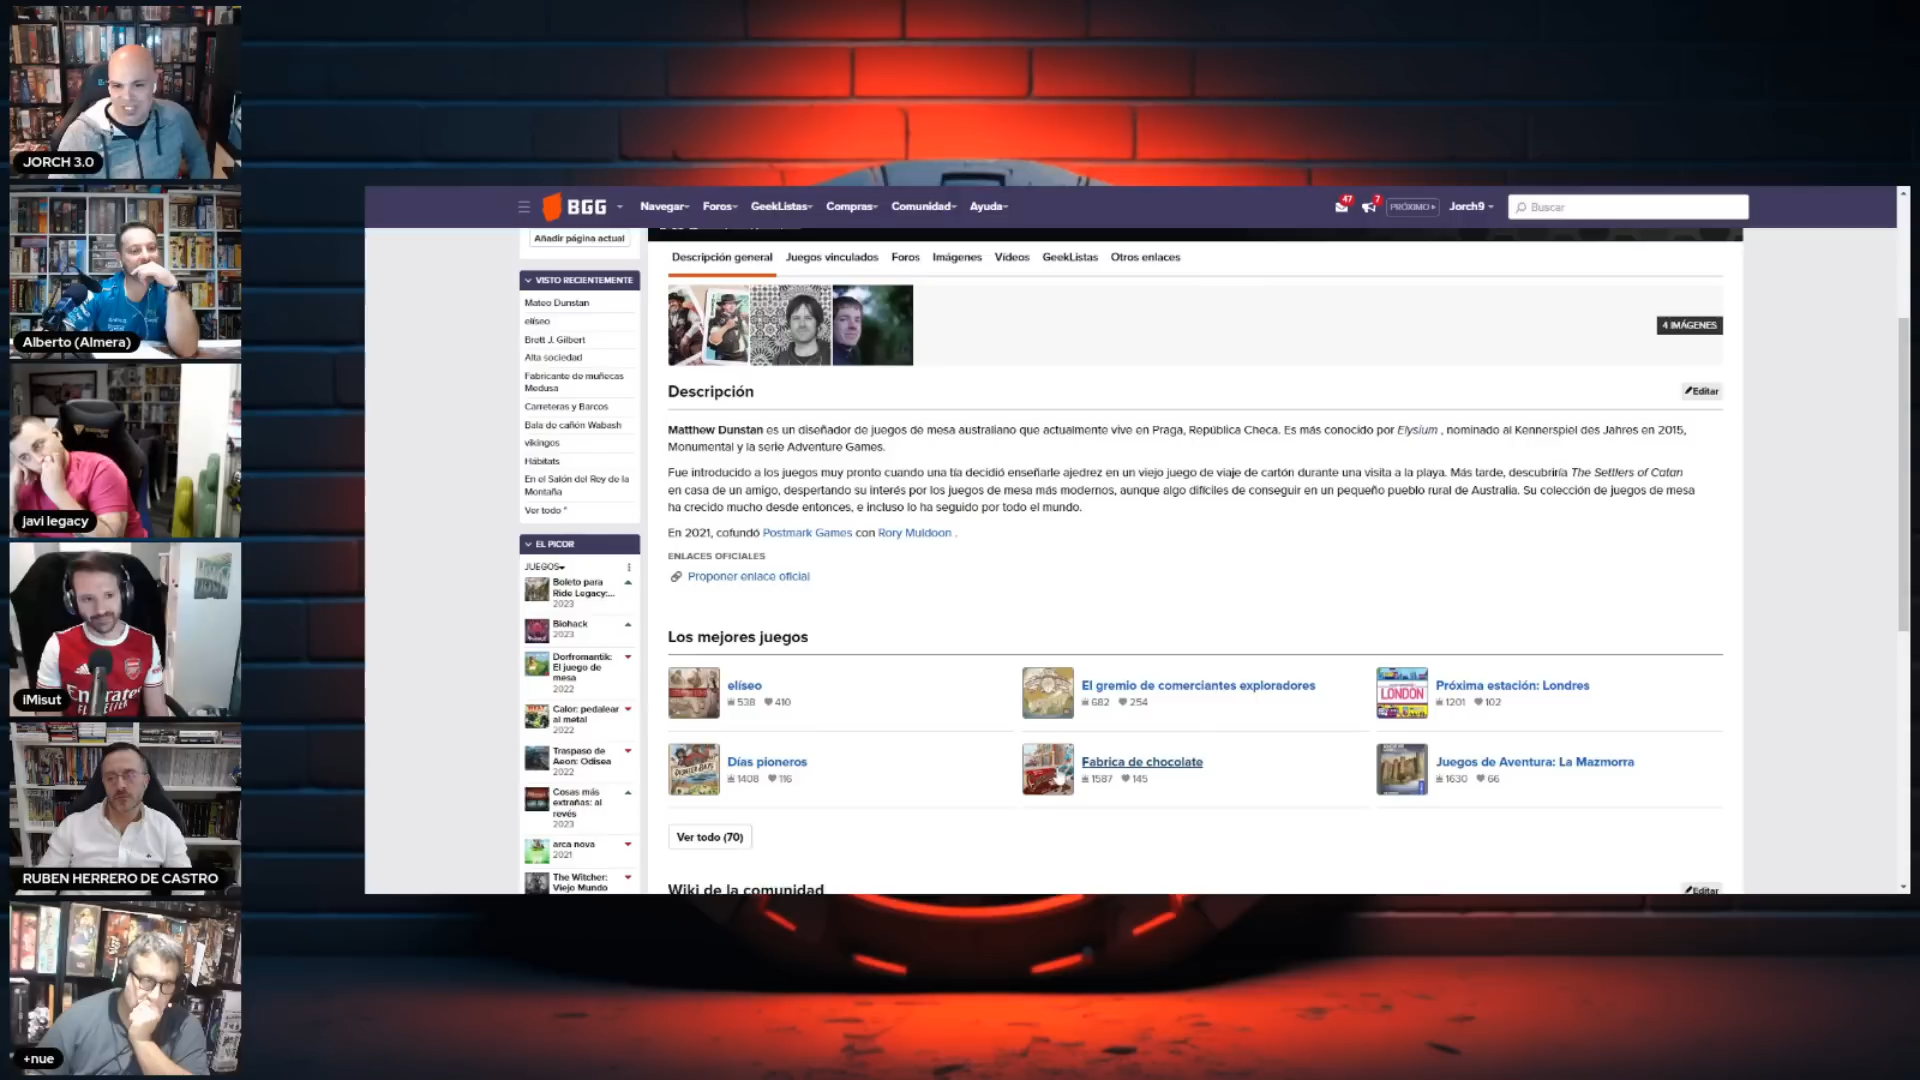 JORCH 3.0
Alberto (Almera)
javi legacy
iMisut
RUBEN HERRERO DE CASTRO
+nue
BGG
Navegar
Foros
GeekLists
Compras
Comunidad
Ayuda
47
7
PRÓXIMO
Jorch9
Buscar
Añadir página actual
VISTO RECIENTEMENTE
Mateo Dunstan
elíseo
Brett J. Gilbert
Alta sociedad
Fabricante de muñecas
Medusa
Carreteras y Barcos
Bala de cañón Wabash
vikingos
Hábitats
En el Salón del Rey de la
Montaña
Ver todo "
EL PICOR
JUEGOS
Boleto para
Ride Legacy:...
2023
Biohack
2023
Dorfromantik:
El juego de
mesa
2022
Calor: pedalear
al metal
2022
Traspaso de
Aeon: Odisea
2022
Cosas más
extrañas: al
revés
2023
arca nova
2021
The Witcher:
Viejo Mundo
Descripción general
Juegos vinculados
Foros
Imágenes
Vídeos
GeekLists
Otros enlaces
4 IMÁGENES
Descripción
Editar
Matthew Dunstan es un diseñador de juegos de mesa australiano que actualmente vive en Praga, República Checa. Es más conocido por Elysium , nominado al Kennerspiel des Jahres en 2015,
Monumental y la serie Adventure Games.
Fue introducido a los juegos muy pronto cuando una tía decidió enseñarle ajedrez en un viejo juego de viaje de cartón durante una visita a la playa. Más tarde, descubriría The Settlers of Catan
en casa de un amigo, despertando su interés por los juegos de mesa más modernos, aunque algo difíciles de conseguir en un pequeño pueblo rural de Australia. Su colección de juegos de mesa
ha crecido mucho desde entonces, e incluso lo ha seguido por todo el mundo.
En 2021, cofundó Postmark Games con Rory Muldoon .
ENLACES OFICIALES
Proponer enlace oficial
Los mejores juegos
elíseo
538 410
El gremio de comerciantes exploradores
682 254
LONDON
Próxima estación: Londres
1201 102
Días pioneros
1408 116
Fabrica de chocolate
1587 145
Juegos de Aventura: La Mazmorra
1630 66
Ver todo (70)
Wiki de la comunidad
Editar